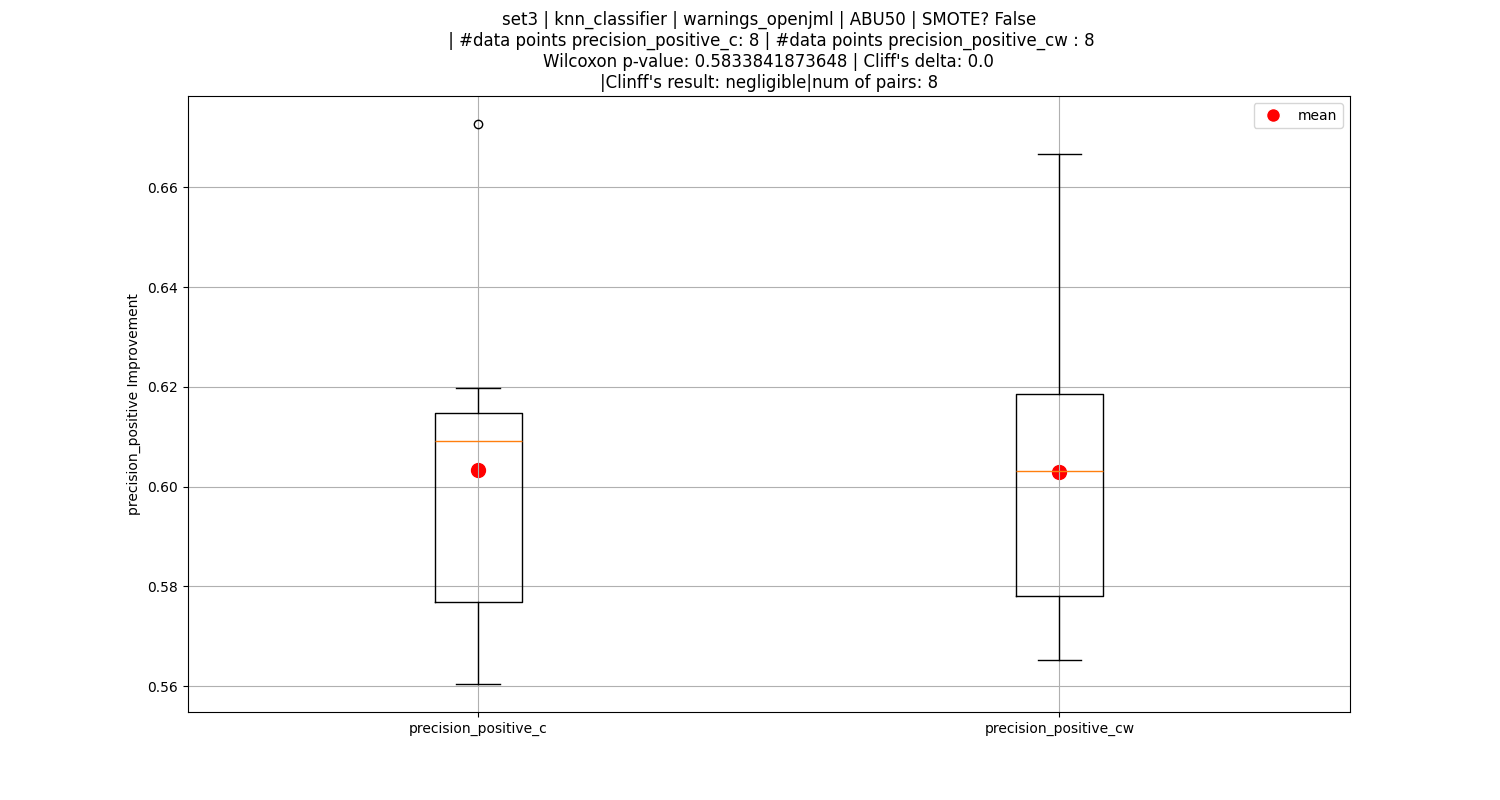 set3 | knn_classifier | warnings_openjml | ABU50 | SMOTE? False
| #data points precision_positive_c: 8 | #data points precision_positive_cw : 8
Wilcoxon p-value: 0.5833841873648 | Cliff's delta: 0.0
|Clinff's result: negligible|num of pairs: 8
mean
0.66
0.64
0.62
0.60
0.58
0.56
precision_positive Improvement
precision_positive_c
precision_positive_cw